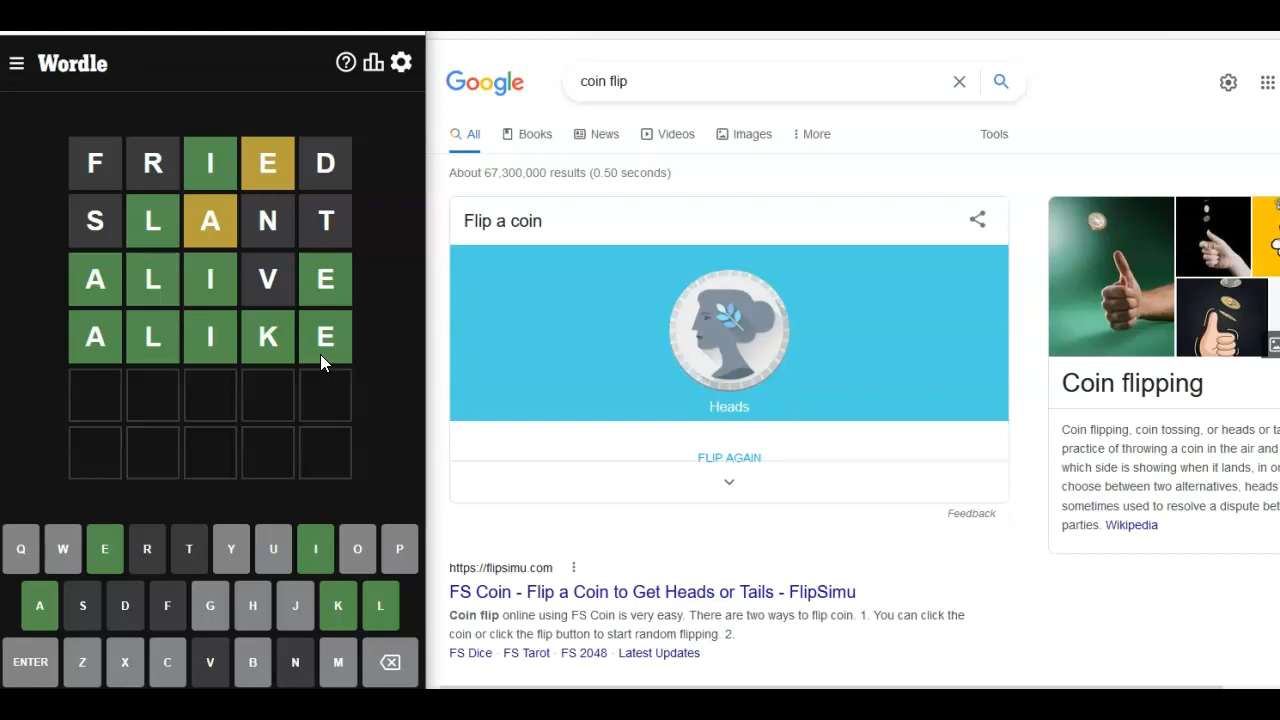 Wordle
F R I E D
S L A N T
A L I V E
A L I K E
Q W E R T Y U I O P
A S D F G H J K L
ENTER Z X C V B N M
Google
coin flip
All
Books
News
Videos
Images
More
Tools
About 67,300,000 results (0.50 seconds)
Flip a coin
Heads
FLIP AGAIN
Feedback
https://flipsimu.com
FS Coin - Flip a Coin to Get Heads or Tails - FlipSimu
Coin flip online using FS Coin is very easy. There are two ways to flip coin. 1. You can click the
coin or click the flip button to start random flipping. 2.
FS Dice · FS Tarot · FS 2048 · Latest Updates
Coin flipping
Coin flipping, coin tossing, or heads or ta
practice of throwing a coin in the air and
which side is showing when it lands, in or
choose between two alternatives, heads
sometimes used to resolve a dispute bet
parties. Wikipedia